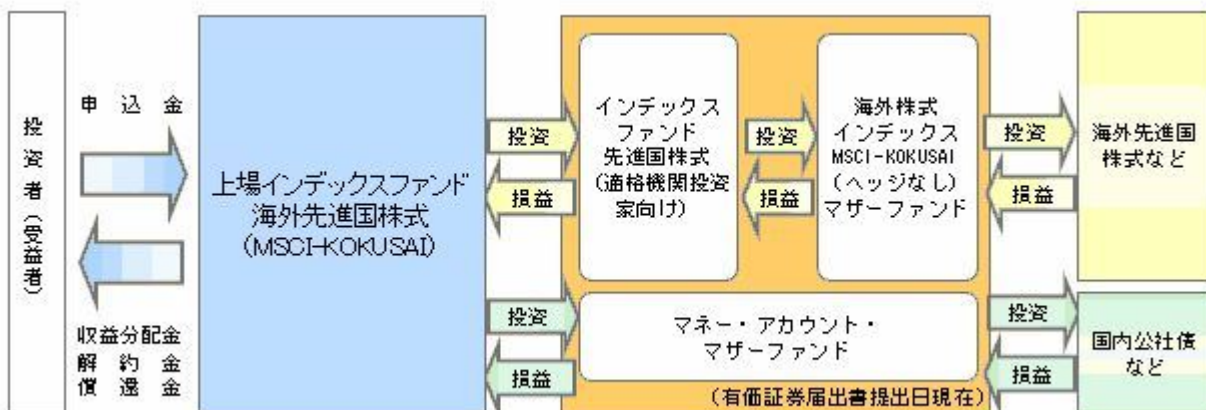 投資者(受益者)
申込金
収益分配金
解約金
償還金
上場インデックスファンド
海外先進国株式
(MSCI-KOKUSAI)
投資
損益
投資
損益
インデックス
ファンド
先進国株式
(適格機関投資
家向け)
投資
損益
海外株式
インデックス
MSCI-KOKUSAI
(ヘッジなし)
マザーファンド
マネー・アカウント・
マザーファンド
(有価証券届出書提出日現在)
投資
損益
投資
損益
海外先進国
株式など
国内公社債
など